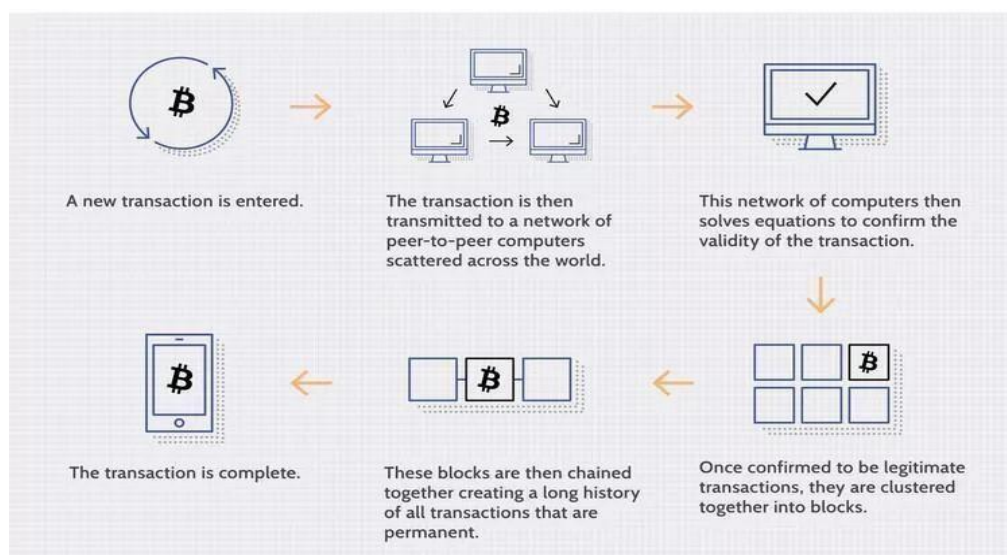 A new transaction is entered.
The transaction is then
transmitted to a network of
peer-to-peer computers
scattered across the world.
This network of computers then
solves equations to confirm the
validity of the transaction.
Once confirmed to be legitimate
transactions, they are clustered
together into blocks.
These blocks are then chained
together creating a long history
of all transactions that are
permanent.
The transaction is complete.